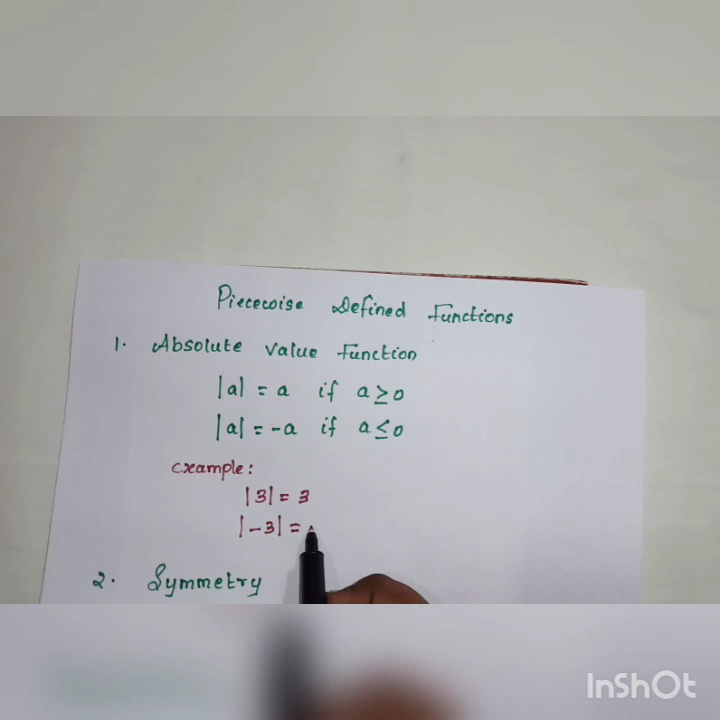 Piecewise Defined Functions
1. Absolute Value Function
|a| = a if a ≥ 0
|a| = -a if a ≤ 0
example:
|3| = 3
|-3| =
2. Symmetry
InShOt